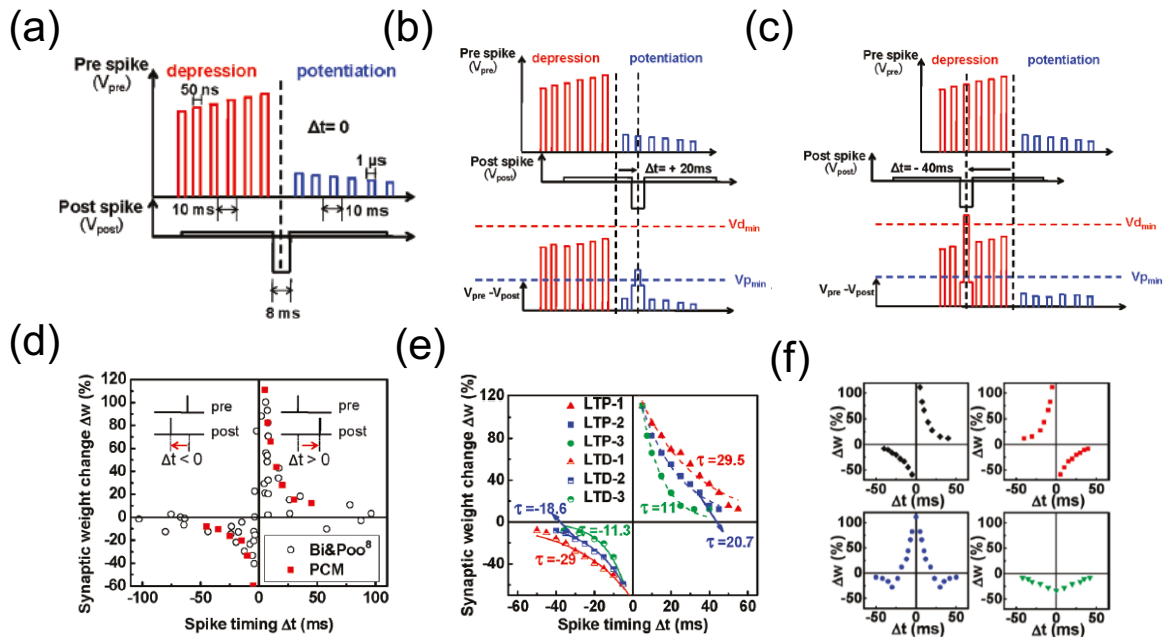 (a)
Pre spike
(Vpre)
depression
potentiation
50 ns
Δt= 0
1 µs
Post spike
(Vpost)
10 ms
10 ms
8 ms
(b)
Pre spike
(Vpre)
depression
potentiation
Post spike
(Vpost)
Δt= + 20ms
Vdmin
Vpmin
Vpre -Vpost
(c)
Pre spike
(Vpre)
depression
potentiation
Post spike
(Vpost)
Δt= - 40ms
Vdmin
Vpmin
Vpre -Vpost
(d)
Synaptic weight change Δw (%)
120
100
80
60
40
20
0
-20
-40
-60
pre
post
Δt < 0
Δt > 0
Bi&Poo8
PCM
-100 -50 0 50 100
Spike timing Δt (ms)
(e)
Synaptic weight change Δw (%)
120
80
40
0
-40
LTP-1
LTP-2
LTP-3
LTD-1
LTD-2
LTD-3
τ = 29.5
τ = 11
τ = 20.7
τ = -18.6
τ = -11.3
τ = -29
-60 -40 -20 0 20 40 60
Spike timing Δt (ms)
(f)
Δw (%)
100
50
0
-50
-50 0 50
Δt (ms)
Δw (%)
100
50
0
-50
-50 0 50
Δt (ms)
Δw (%)
100
50
0
-50
-50 0 50
Δt (ms)
Δw (%)
100
50
0
-50
-50 0 50
Δt (ms)